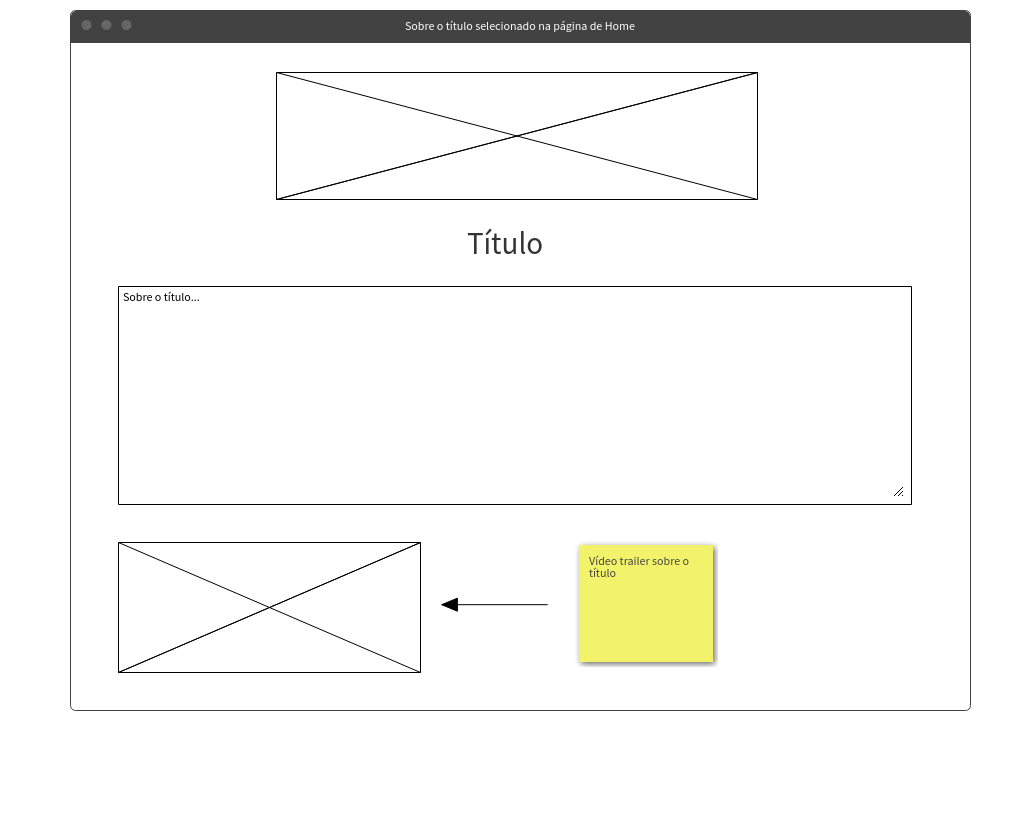 Sobre o título selecionado na página de Home
Título
Sobre o título...
Vídeo trailer sobre o
título